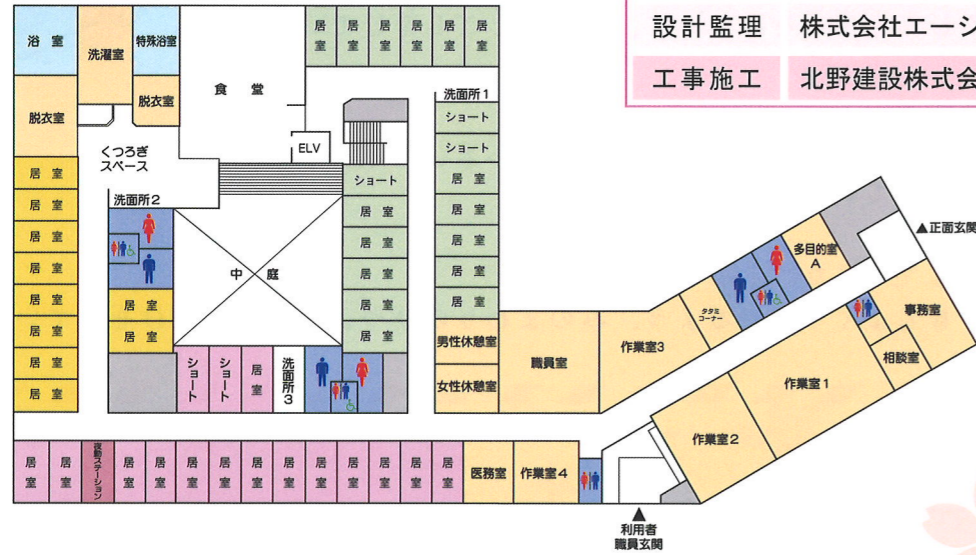 設計監理 株式会社エーシ
工事施工 北野建設株式会
浴室
洗濯室
特殊浴室
脱衣室
脱衣室
食堂
ELV
くつろぎ
スペース
居室
居室
居室
居室
居室
居室
洗面所1
ショート
ショート
居室
居室
居室
居室
居室
男性休憩室
女性休憩室
ショート
居室
居室
居室
居室
居室
居室
居室
居室
居室
居室
居室
居室
居室
居室
洗面所2
居室
居室
中庭
ショート
ショート
居室
洗面所3
居室
居室
夜勤ステーション
居室
居室
居室
居室
居室
居室
居室
居室
居室
居室
医務室
作業室4
職員室
作業室3
タタミ
コーナー
多目的室
A
▲正面玄関
事務室
相談室
作業室1
作業室2
▲
利用者
職員玄関